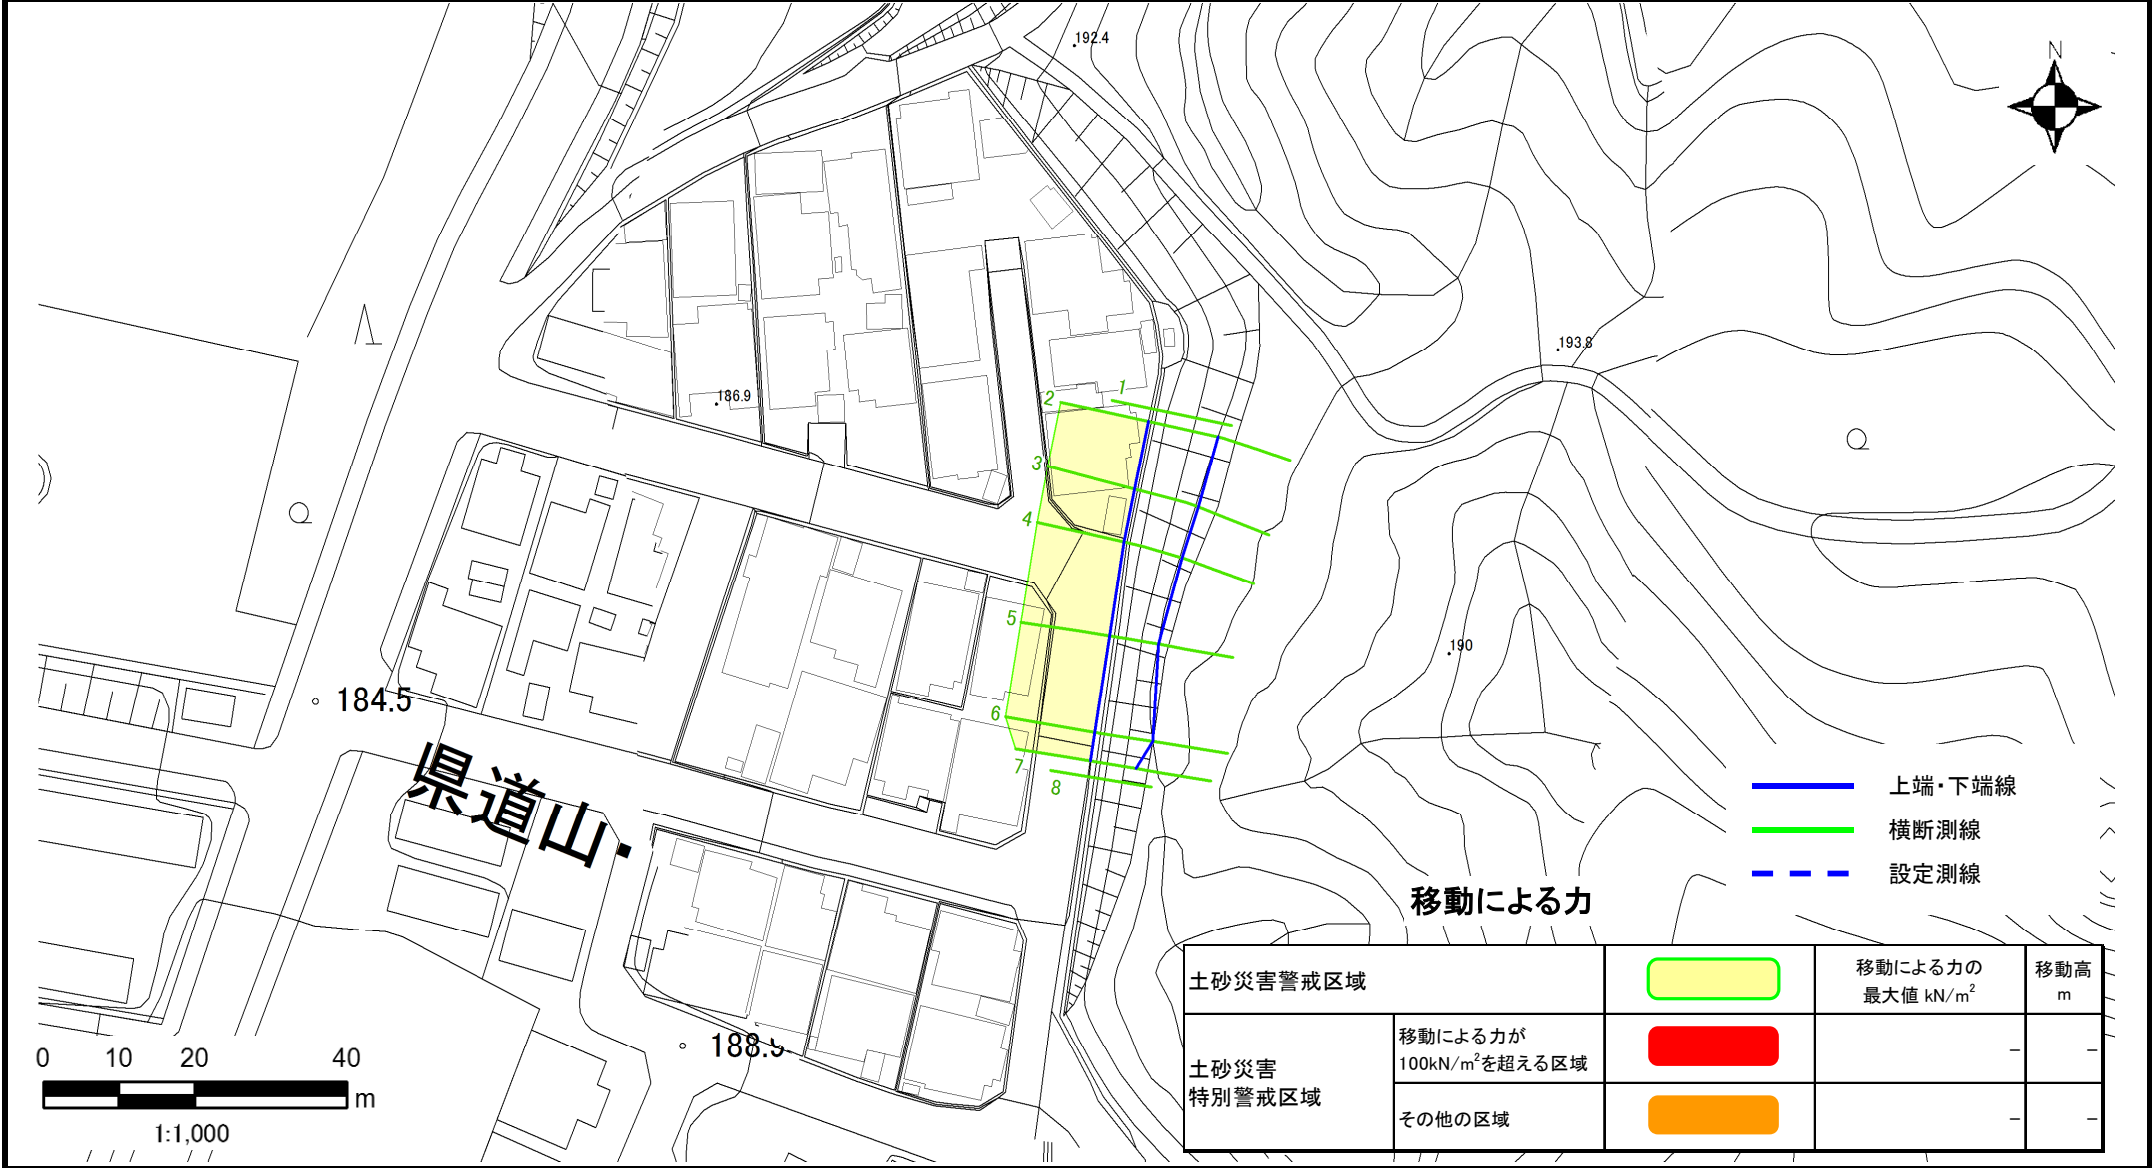 192.4
N
193.8
186.9
1
2
3
4
5
6
7
8
190
184.5
県道山・
188.9
上端・下端線
横断測線
設定測線
移動による力
土砂災害警戒区域
移動による力の
最大値 kN/m²
移動高
m
土砂災害
特別警戒区域
移動による力が
100kN/m²を超える区域
－
－
その他の区域
－
－
0 10 20 40
m
1:1,000